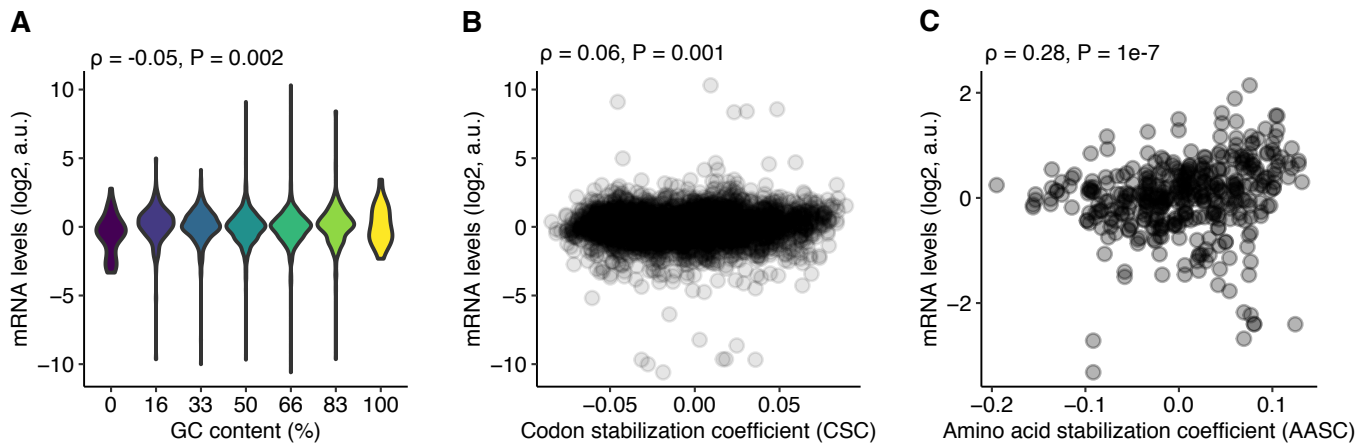 A
ρ = -0.05, P = 0.002
mRNA levels (log2, a.u.)
10
5
0
−5
−10
0 16 33 50 66 83 100
GC content (%)
B
ρ = 0.06, P = 0.001
mRNA levels (log2, a.u.)
10
5
0
−5
−10
−0.05 0.00 0.05
Codon stabilization coefficient (CSC)
C
ρ = 0.28, P = 1e-7
mRNA levels (log2, a.u.)
2
0
−2
−0.2 −0.1 0.0 0.1
Amino acid stabilization coefficient (AASC)